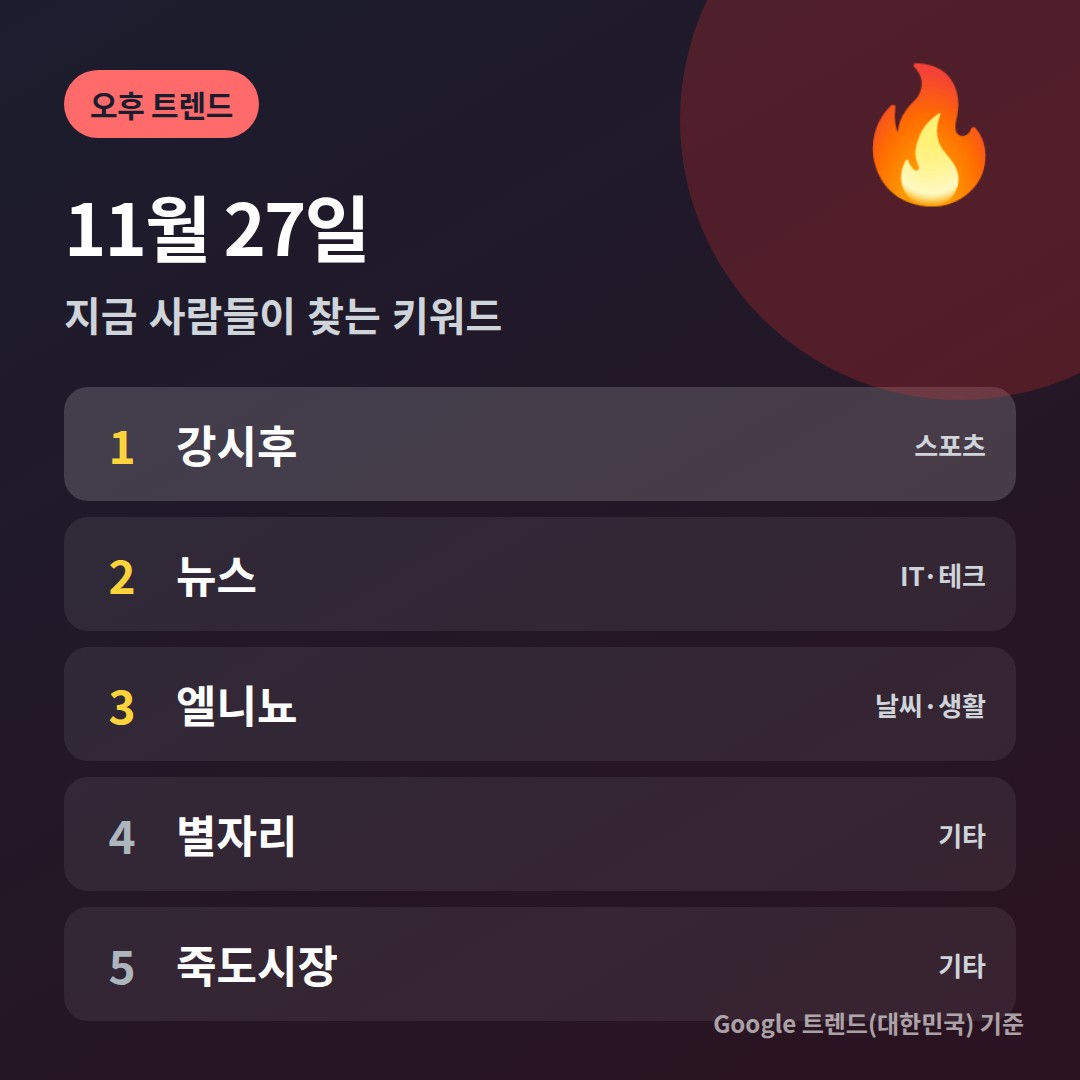 오후 트렌드
11월 27일
지금 사람들이 찾는 키워드
1 강시후 스포츠
2 뉴스 IT·테크
3 엘니뇨 날씨·생활
4 별자리 기타
5 죽도시장 기타
Google 트렌드(대한민국) 기준